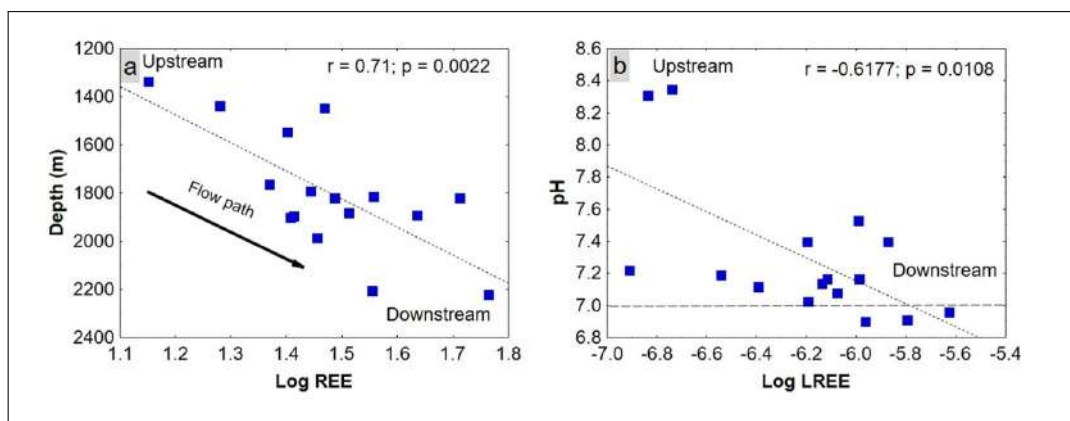 a
Upstream
r = 0.71; p = 0.0022
1200
1400
1600
1800
2000
2200
2400
Depth (m)
Flow path
Downstream
1.1 1.2 1.3 1.4 1.5 1.6 1.7 1.8
Log REE
b
Upstream
r = -0.6177; p = 0.0108
8.6
8.4
8.2
8.0
7.8
7.6
7.4
7.2
7.0
6.8
pH
Downstream
-7.0 -6.8 -6.6 -6.4 -6.2 -6.0 -5.8 -5.6 -5.4
Log LREE